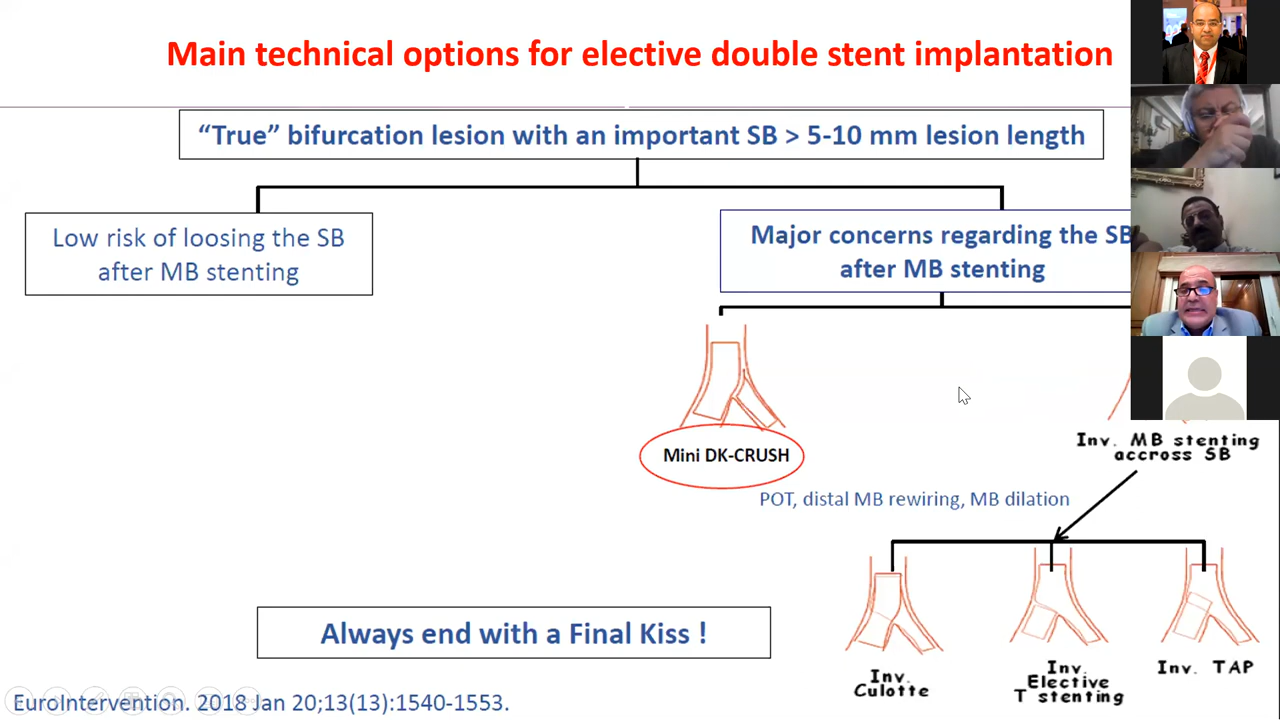 Main technical options for elective double stent implantation
“True” bifurcation lesion with an important SB > 5-10 mm lesion length
Low risk of loosing the SB
after MB stenting
Major concerns regarding the SB
after MB stenting
Mini DK-CRUSH
Inv. MB stenting
accross SB
POT, distal MB rewiring, MB dilation
Inv.
Culotte
Inv.
Elective
T stenting
Inv. TAP
Always end with a Final Kiss !
EuroIntervention. 2018 Jan 20;13(13):1540-1553.